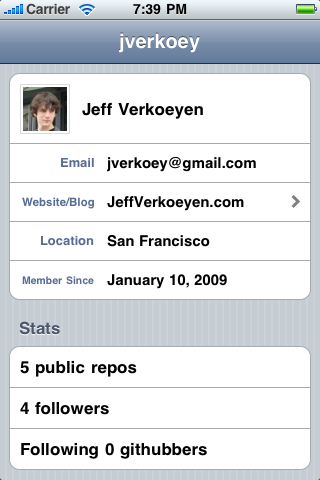 Carrier 7:39 PM
jverkoey
Jeff Verkoeyen
Email jverkoey@gmail.com
Website/Blog JeffVerkoeyen.com
Location San Francisco
Member Since January 10, 2009
Stats
5 public repos
4 followers
Following 0 githubbers